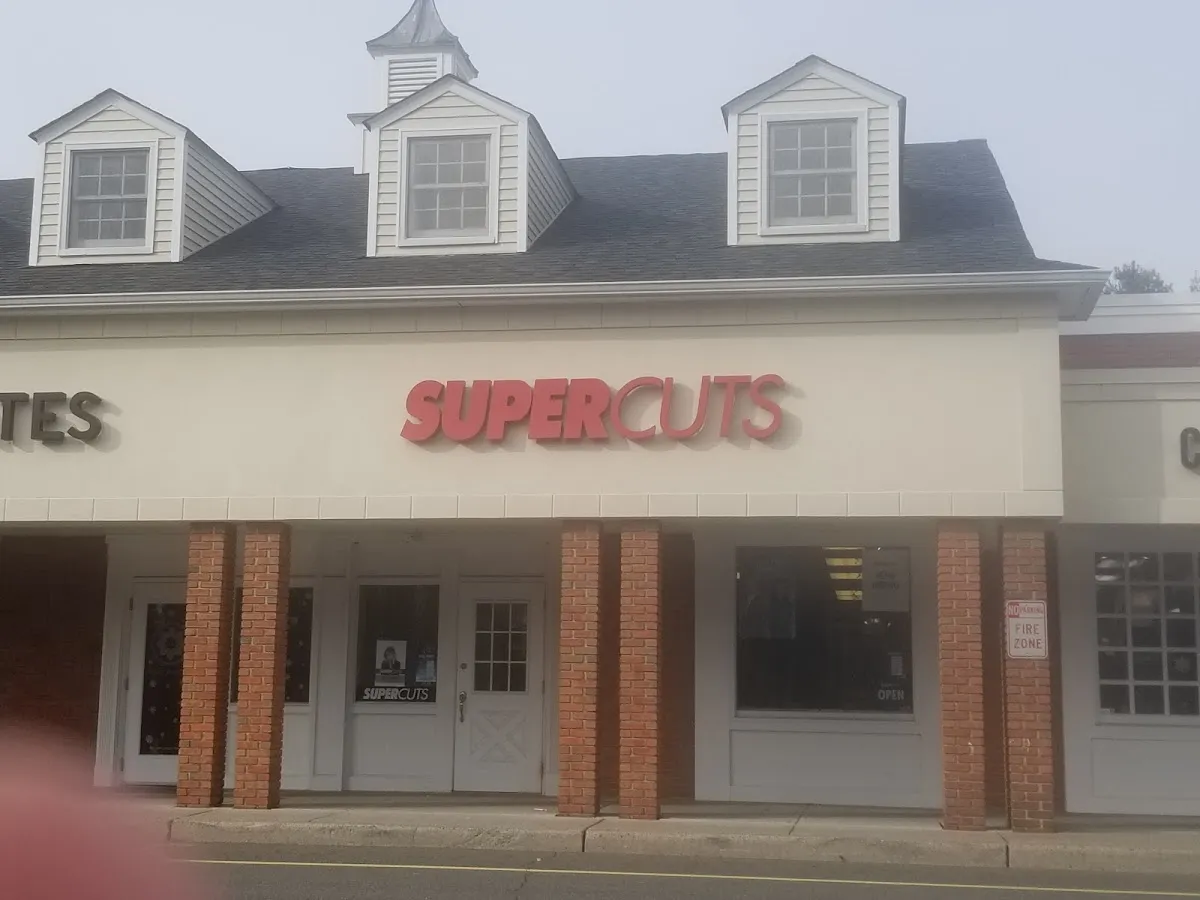 TES
SUPERCUTS
C
NO PARKING
FIRE
ZONE
SUPERCUTS
OPEN